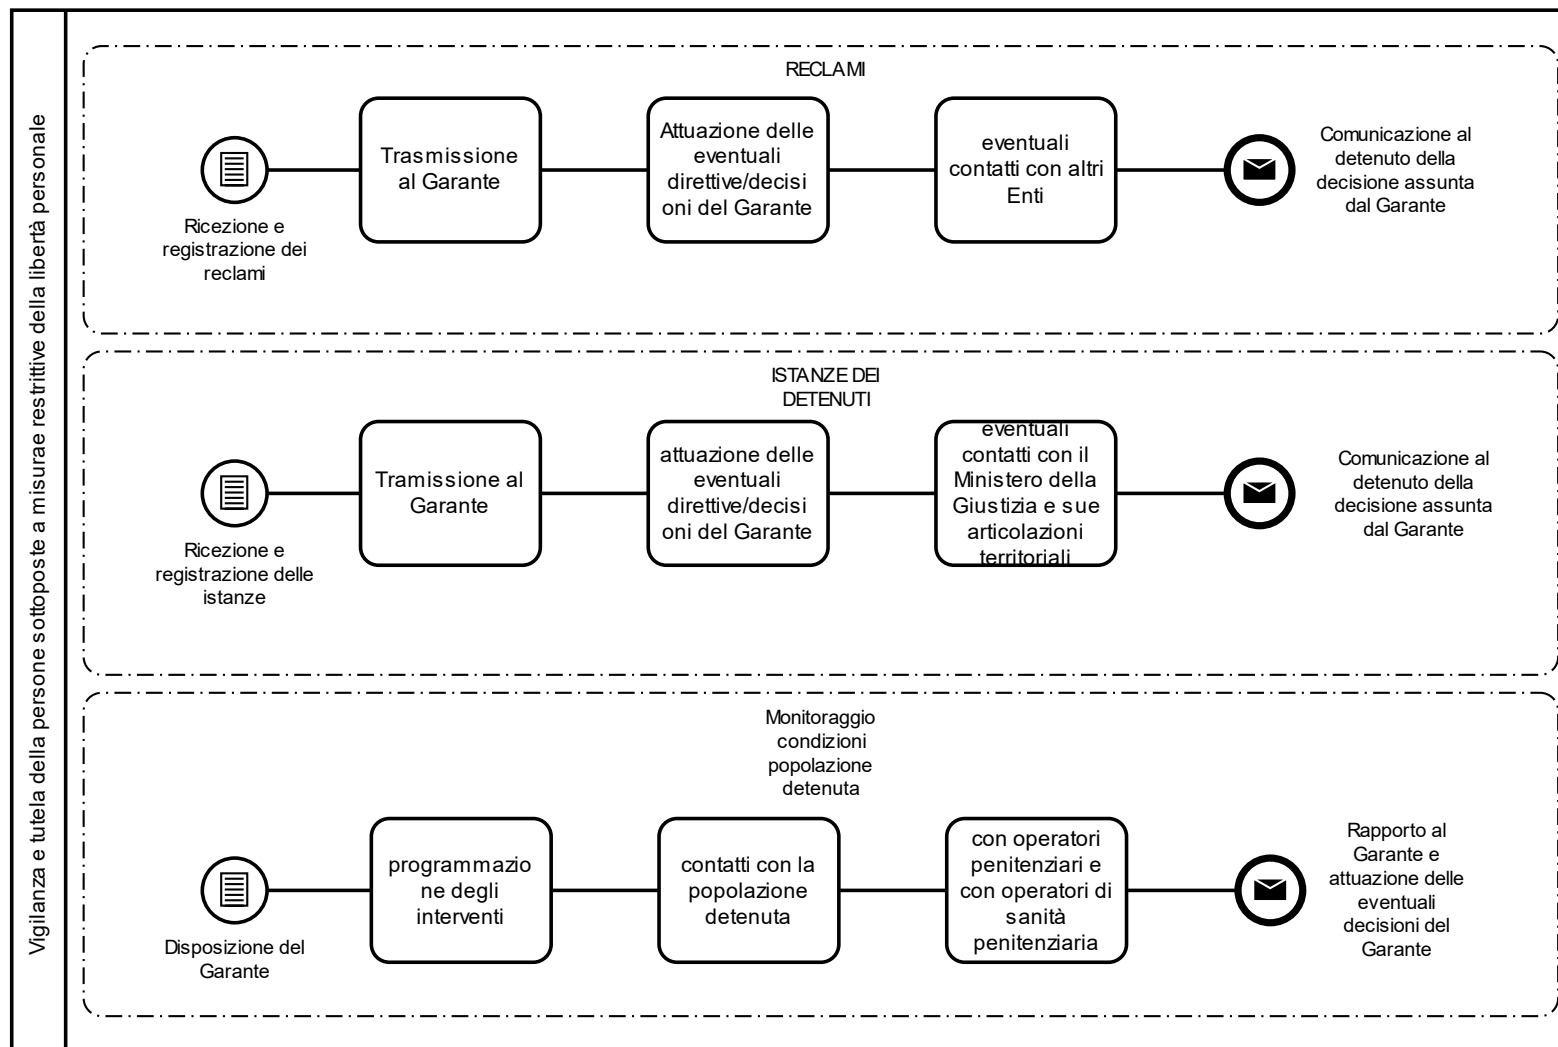 Vigilanza e tutela della persone sottoposte a misurae restrittive della libertà personale
RECLAMI
Ricezione e
registrazione dei
reclami
Trasmissione
al Garante
Attuazione delle
eventuali
direttive/decisi
oni del Garante
eventuali
contatti con altri
Enti
Comunicazione al
detenuto della
decisione assunta
dal Garante
ISTANZE DEI
DETENUTI
Ricezione e
registrazione delle
istanze
Tramissione al
Garante
attuazione delle
eventuali
direttive/decisi
oni del Garante
eventuali
contatti con il
Ministero della
Giustizia e sue
articolazioni
territoriali
Comunicazione al
detenuto della
decisione assunta
dal Garante
Monitoraggio
condizioni
popolazione
detenuta
Disposizione del
Garante
programmazio
ne degli
interventi
contatti con la
popolazione
detenuta
con operatori
penitenziari e
con operatori di
sanità
penitenziaria
Rapporto al
Garante e
attuazione delle
eventuali
decisioni del
Garante